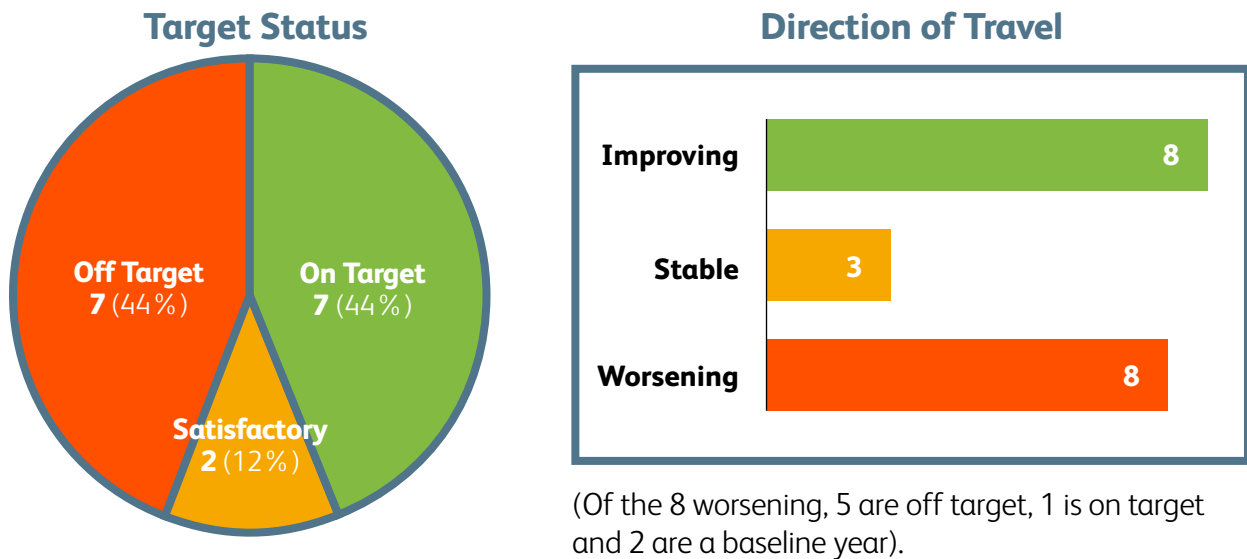 Target Status
Off Target
7 (44%)
On Target
7 (44%)
Satisfactory
2 (12%)
Direction of Travel
Improving
8
Stable
3
Worsening
8
(Of the 8 worsening, 5 are off target, 1 is on target
and 2 are a baseline year).